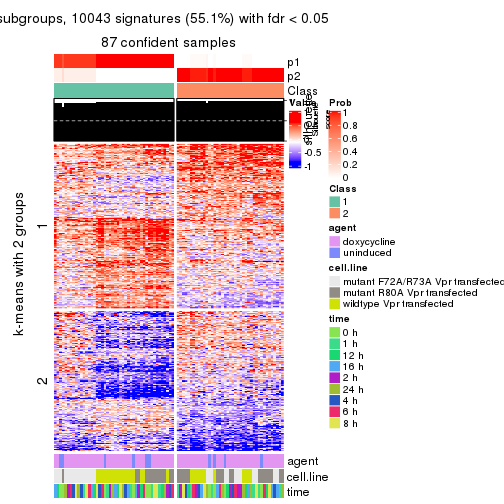 subgroups, 10043 signatures (55.1%) with fdr < 0.05
87 confident samples
p1
p2
Class
k-means with 2 groups
1
2
agent
cell.line
time
Value
1
-0.5
-1
Prob
1
0.8
0.6
0.4
0.2
0
Class
1
2
agent
doxycycline
uninduced
cell.line
mutant F72A/R73A Vpr transfected
mutant R80A Vpr transfected
wildtype Vpr transfected
time
0 h
1 h
12 h
16 h
2 h
24 h
4 h
6 h
8 h